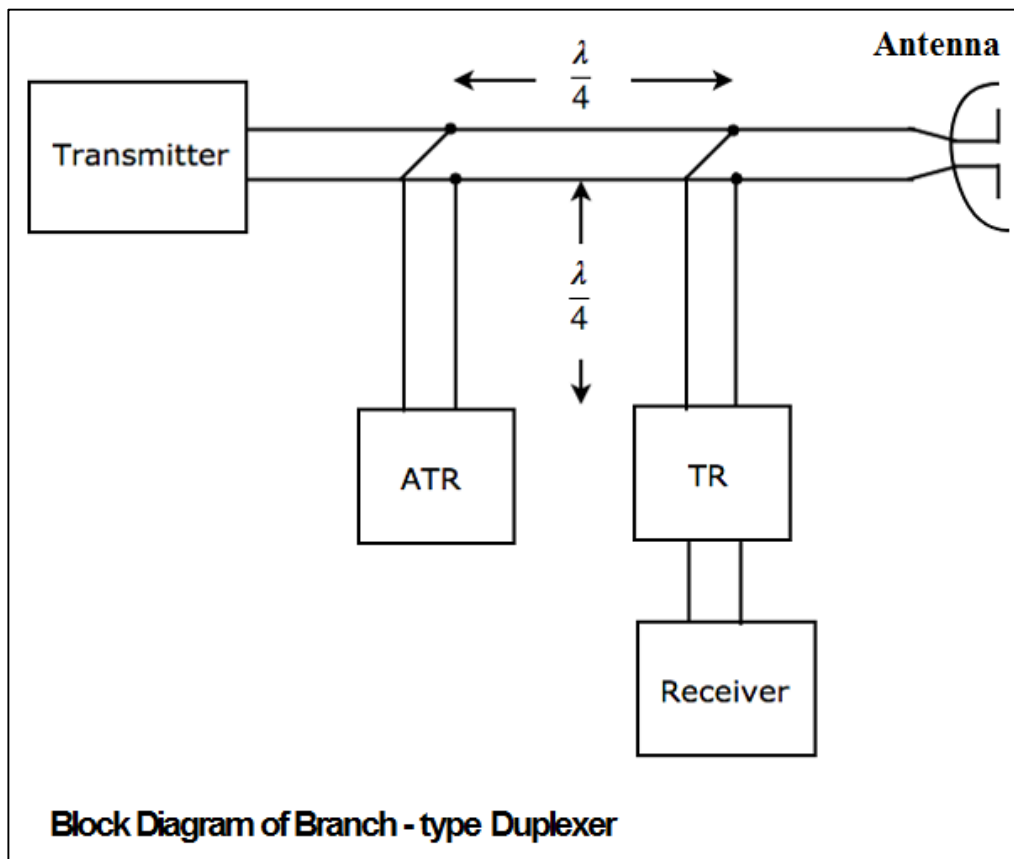 Antenna
λ/4
Transmitter
λ/4
ATR
TR
Receiver
Block Diagram of Branch - type Duplexer